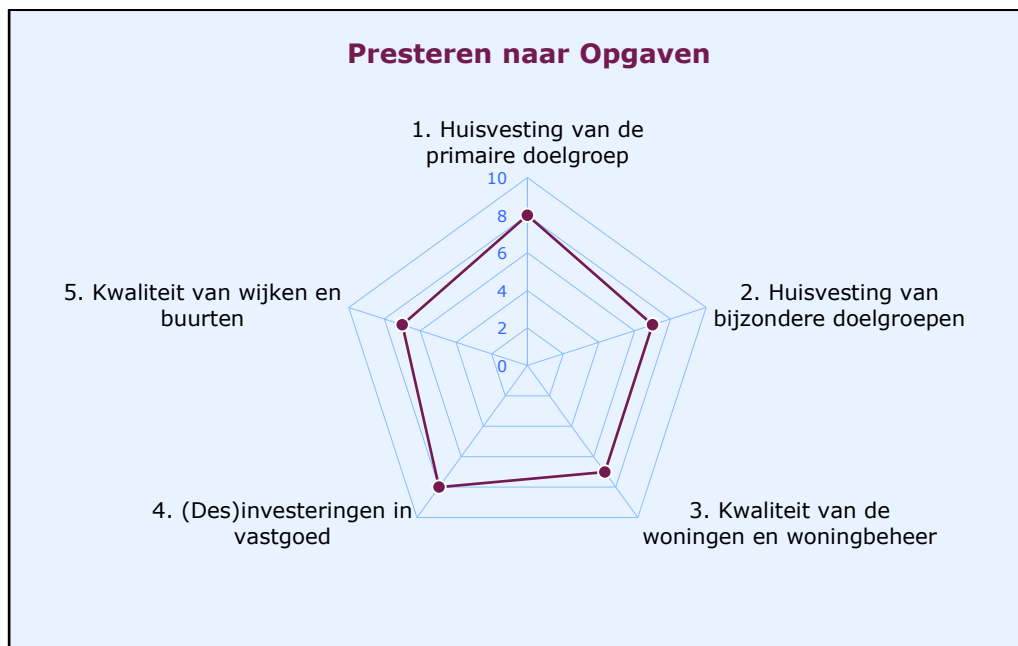 Presteren naar Opgaven
1. Huisvesting van de
primaire doelgroep
10
8
6
4
2
0
5. Kwaliteit van wijken en
buurten
2. Huisvesting van
bijzondere doelgroepen
4. (Des)investeringen in
vastgoed
3. Kwaliteit van de
woningen en woningbeheer